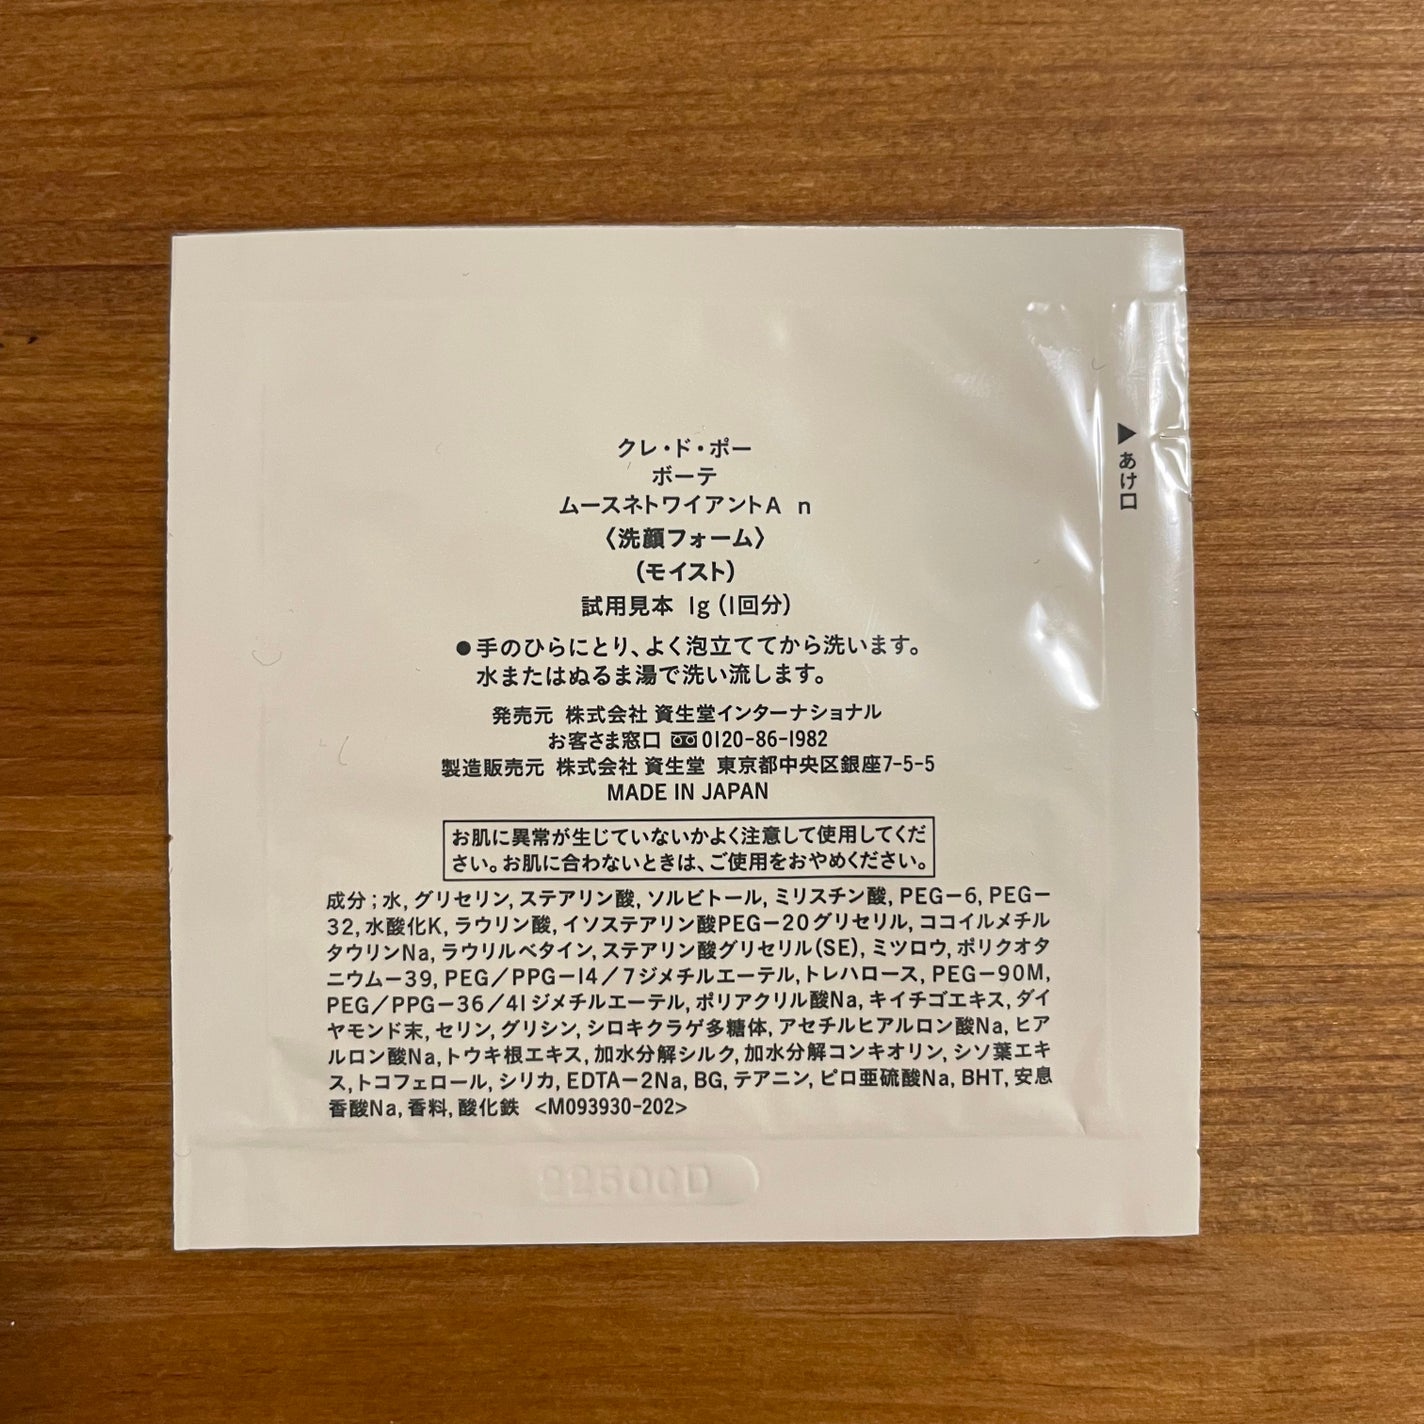 クレ・ド・ポー
ボーテ
ムースネトワイアントA n
〈洗顔フォーム〉
(モイスト)
試用見本 1g (1回分)
●手のひらにとり、よく泡立ててから洗います。
水またはぬるま湯で洗い流します。
発売元 株式会社 資生堂インターナショナル
お客さま窓口 0120-86-1982
製造販売元 株式会社 資生堂 東京都中央区銀座7-5-5
MADE IN JAPAN
お肌に異常が生じていないかよく注意して使用してくだ
さい。お肌に合わないときは、ご使用をおやめください。
成分;水, グリセリン, ステアリン酸, ソルビトール, ミリスチン酸, PEG-6, PEG-
32, 水酸化K, ラウリン酸, イソステアリン酸PEG-20グリセリル, ココイルメチル
タウリンNa, ラウリルベタイン, ステアリン酸グリセリル(SE), ミツロウ, ポリクオタ
ニウム-39, PEG/PPG-14/7ジメチルエーテル, トレハロース, PEG-90M,
PEG/PPG-36/41ジメチルエーテル, ポリアクリル酸Na, キイチゴエキス, ダイ
ヤモンド末, セリン, グリシン, シロキクラゲ多糖体, アセチルヒアルロン酸Na, ヒア
ルロン酸Na, トウキ根エキス, 加水分解シルク, 加水分解コンキオリン, シソ葉エキ
ス, トコフェロール, シリカ, EDTA-2Na, BG, テアニン, ピロ亜硫酸Na, BHT, 安息
香酸Na, 香料, 酸化鉄 <M093930-202>
▶あけ口